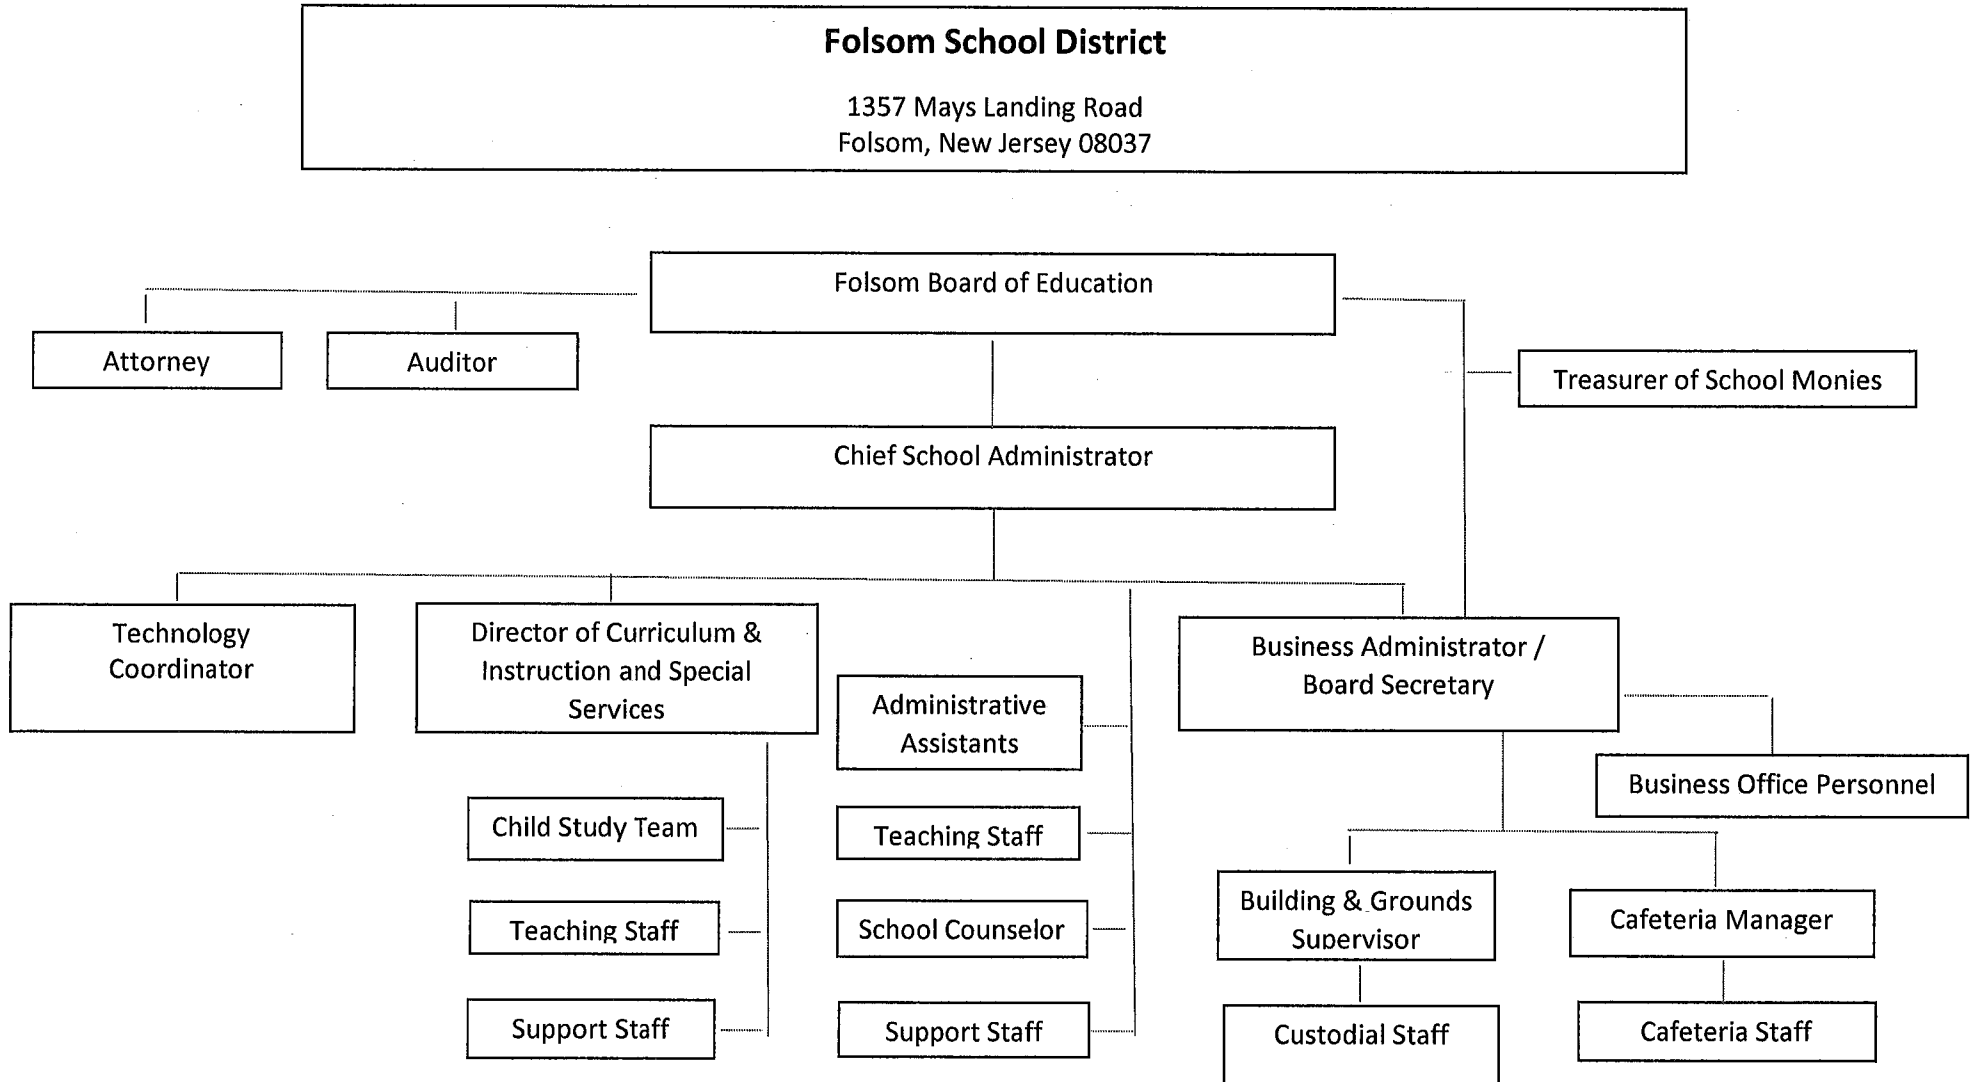 Folsom School District
1357 Mays Landing Road
Folsom, New Jersey 08037
Folsom Board of Education
Attorney
Auditor
Treasurer of School Monies
Chief School Administrator
Technology
Coordinator
Director of Curriculum &
Instruction and Special
Services
Administrative
Assistants
Business Administrator /
Board Secretary
Business Office Personnel
Child Study Team
Teaching Staff
Support Staff
Teaching Staff
School Counselor
Support Staff
Building & Grounds
Supervisor
Custodial Staff
Cafeteria Manager
Cafeteria Staff